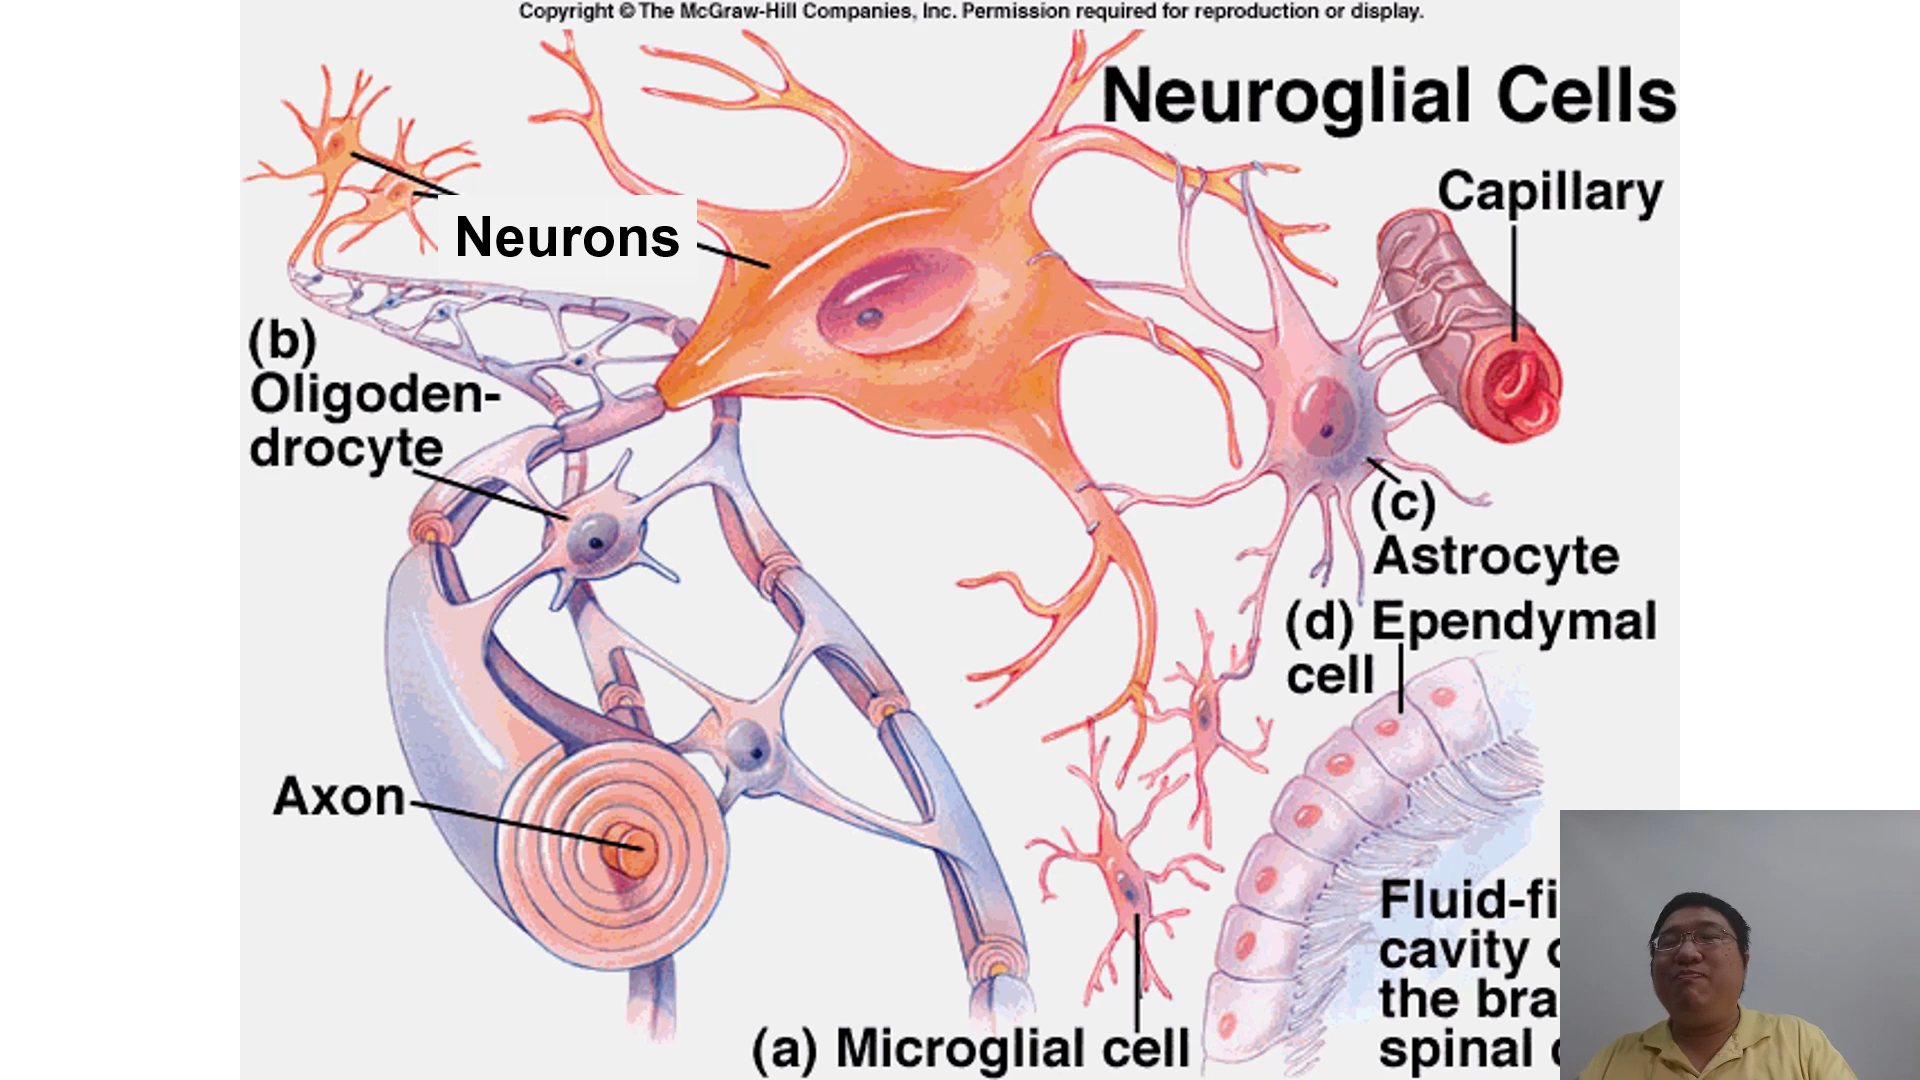 Copyright © The McGraw-Hill Companies, Inc. Permission required for reproduction or display.
Neuroglial Cells
Capillary
Neurons
(b)
Oligoden-
drocyte
(c)
Astrocyte
(d) Ependymal
cell
Axon
Fluid-fi
cavity
the bra
spinal
(a) Microglial cell